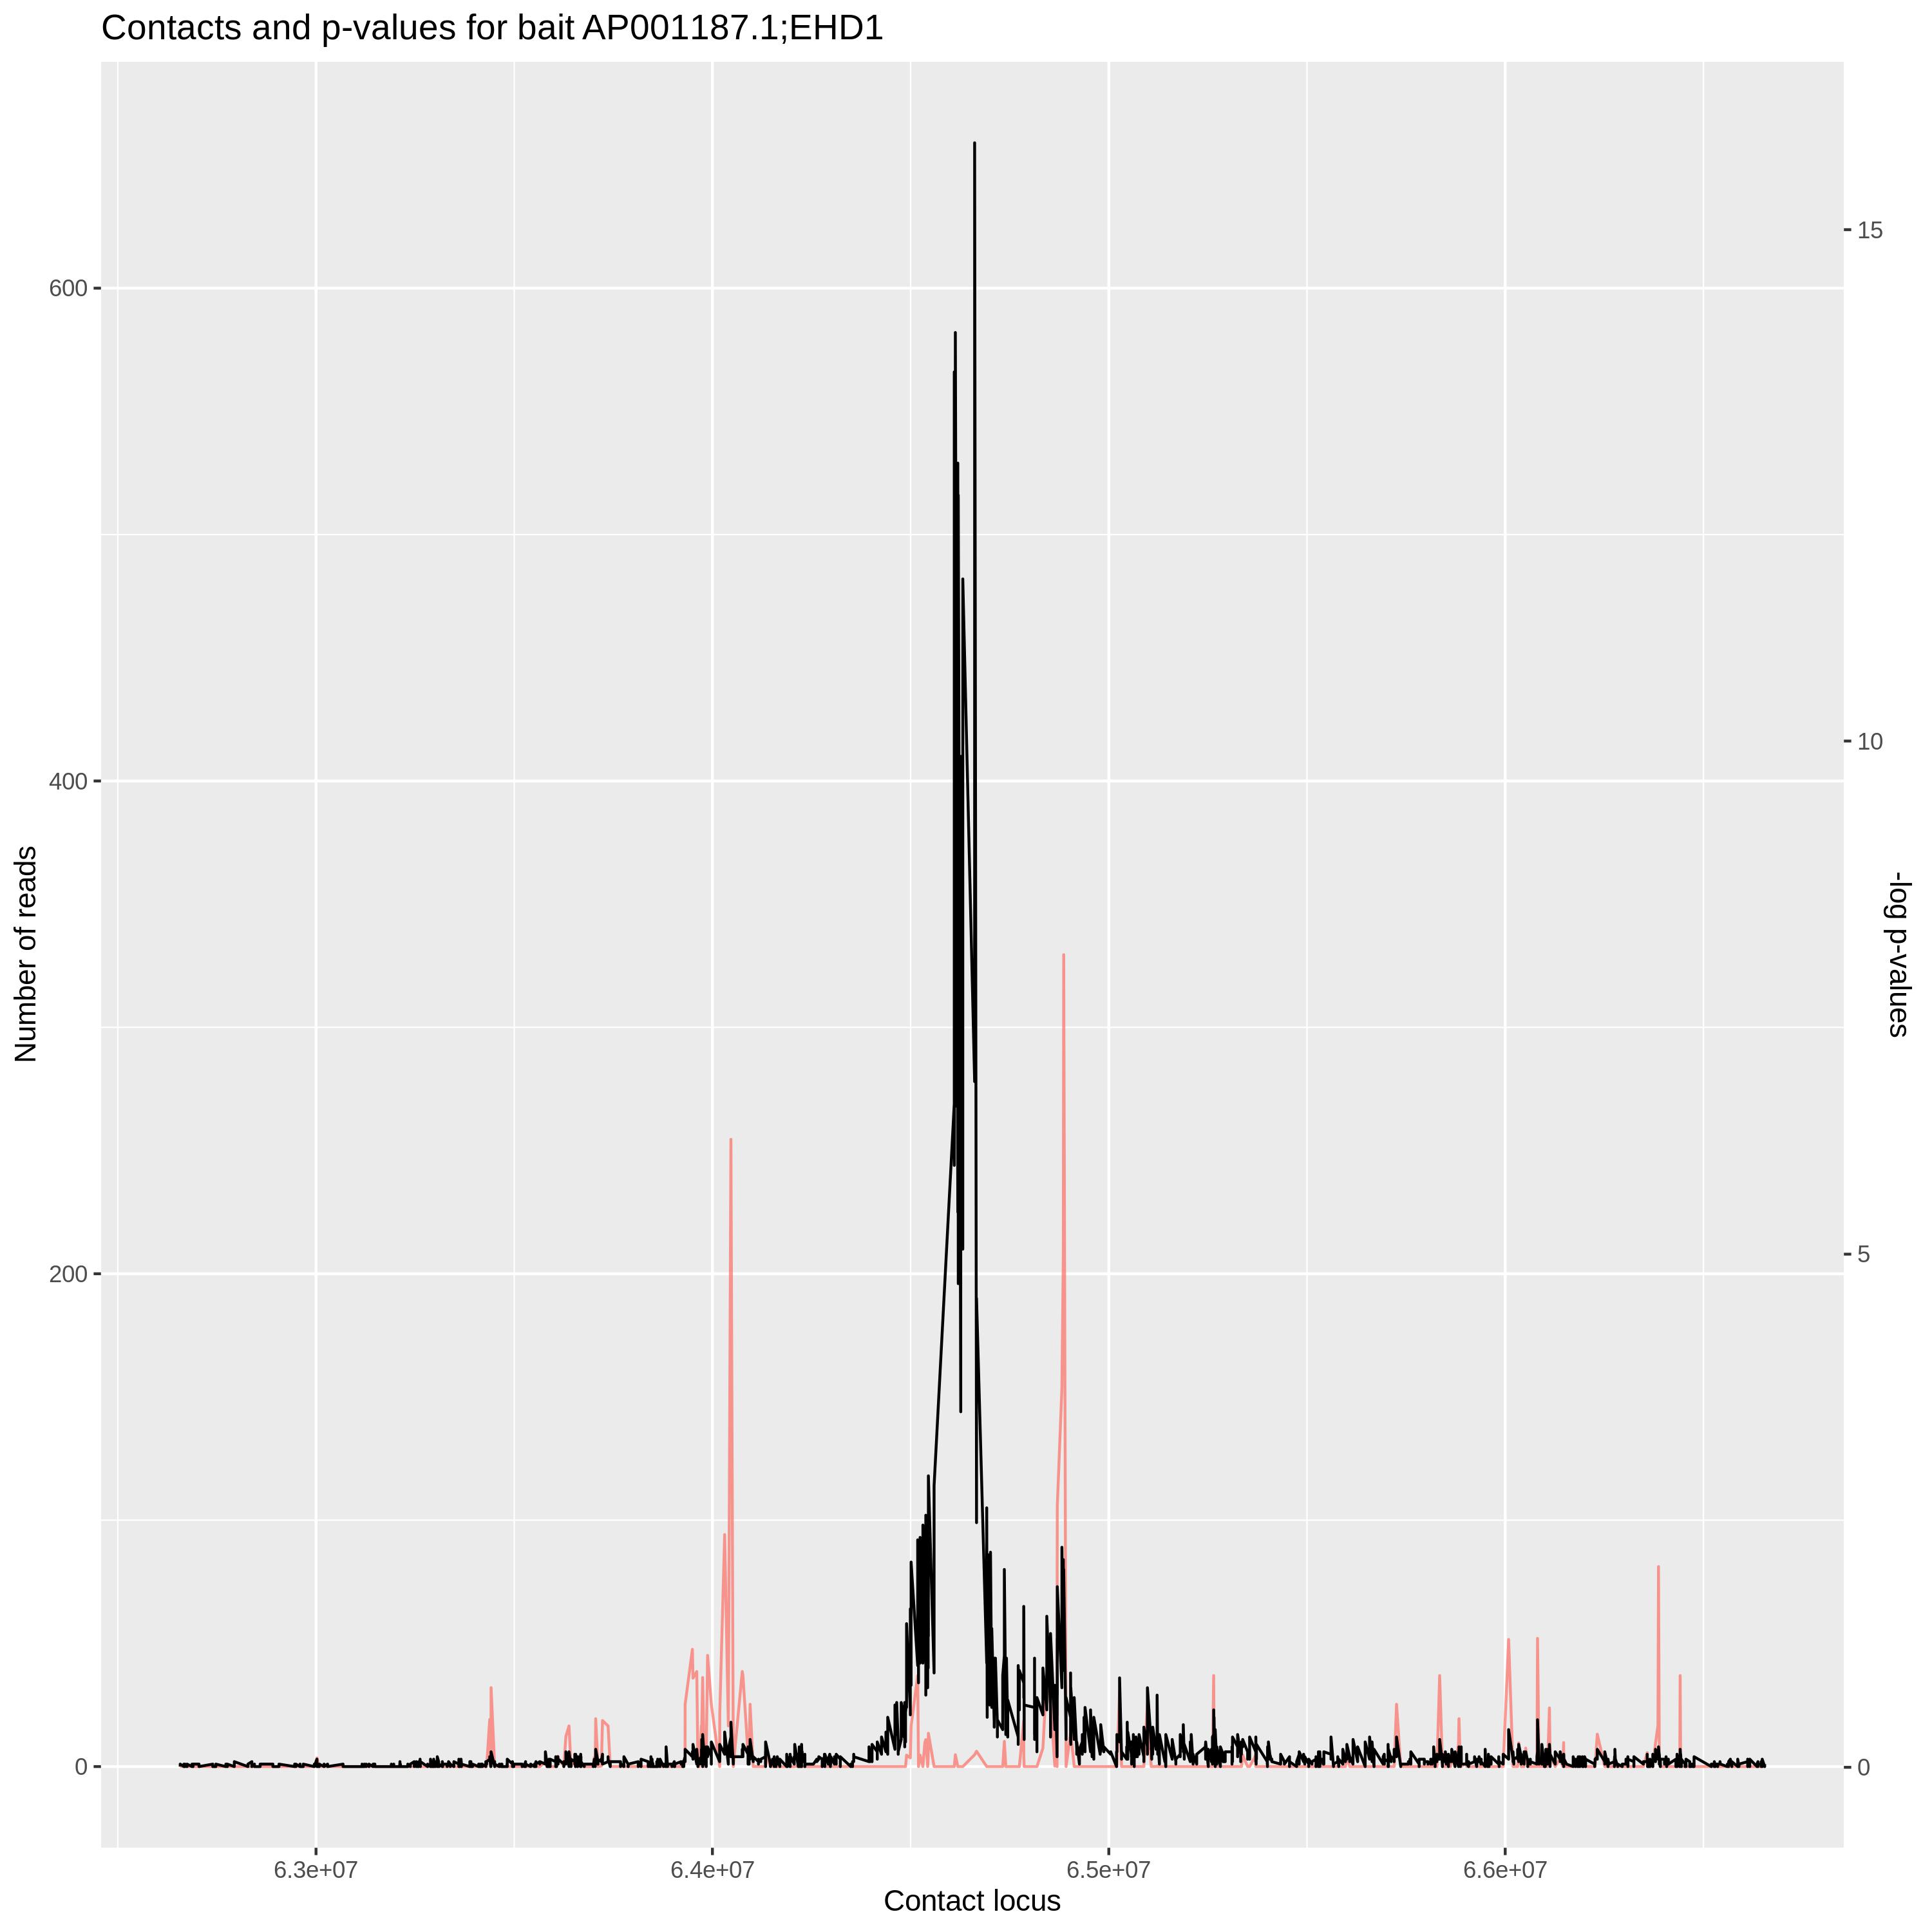 Contacts and p-values for bait AP001187.1;EHD1
600
400
200
0
Number of reads
15
10
5
0
-log p-values
6.3e+07
6.4e+07
6.5e+07
6.6e+07
Contact locus